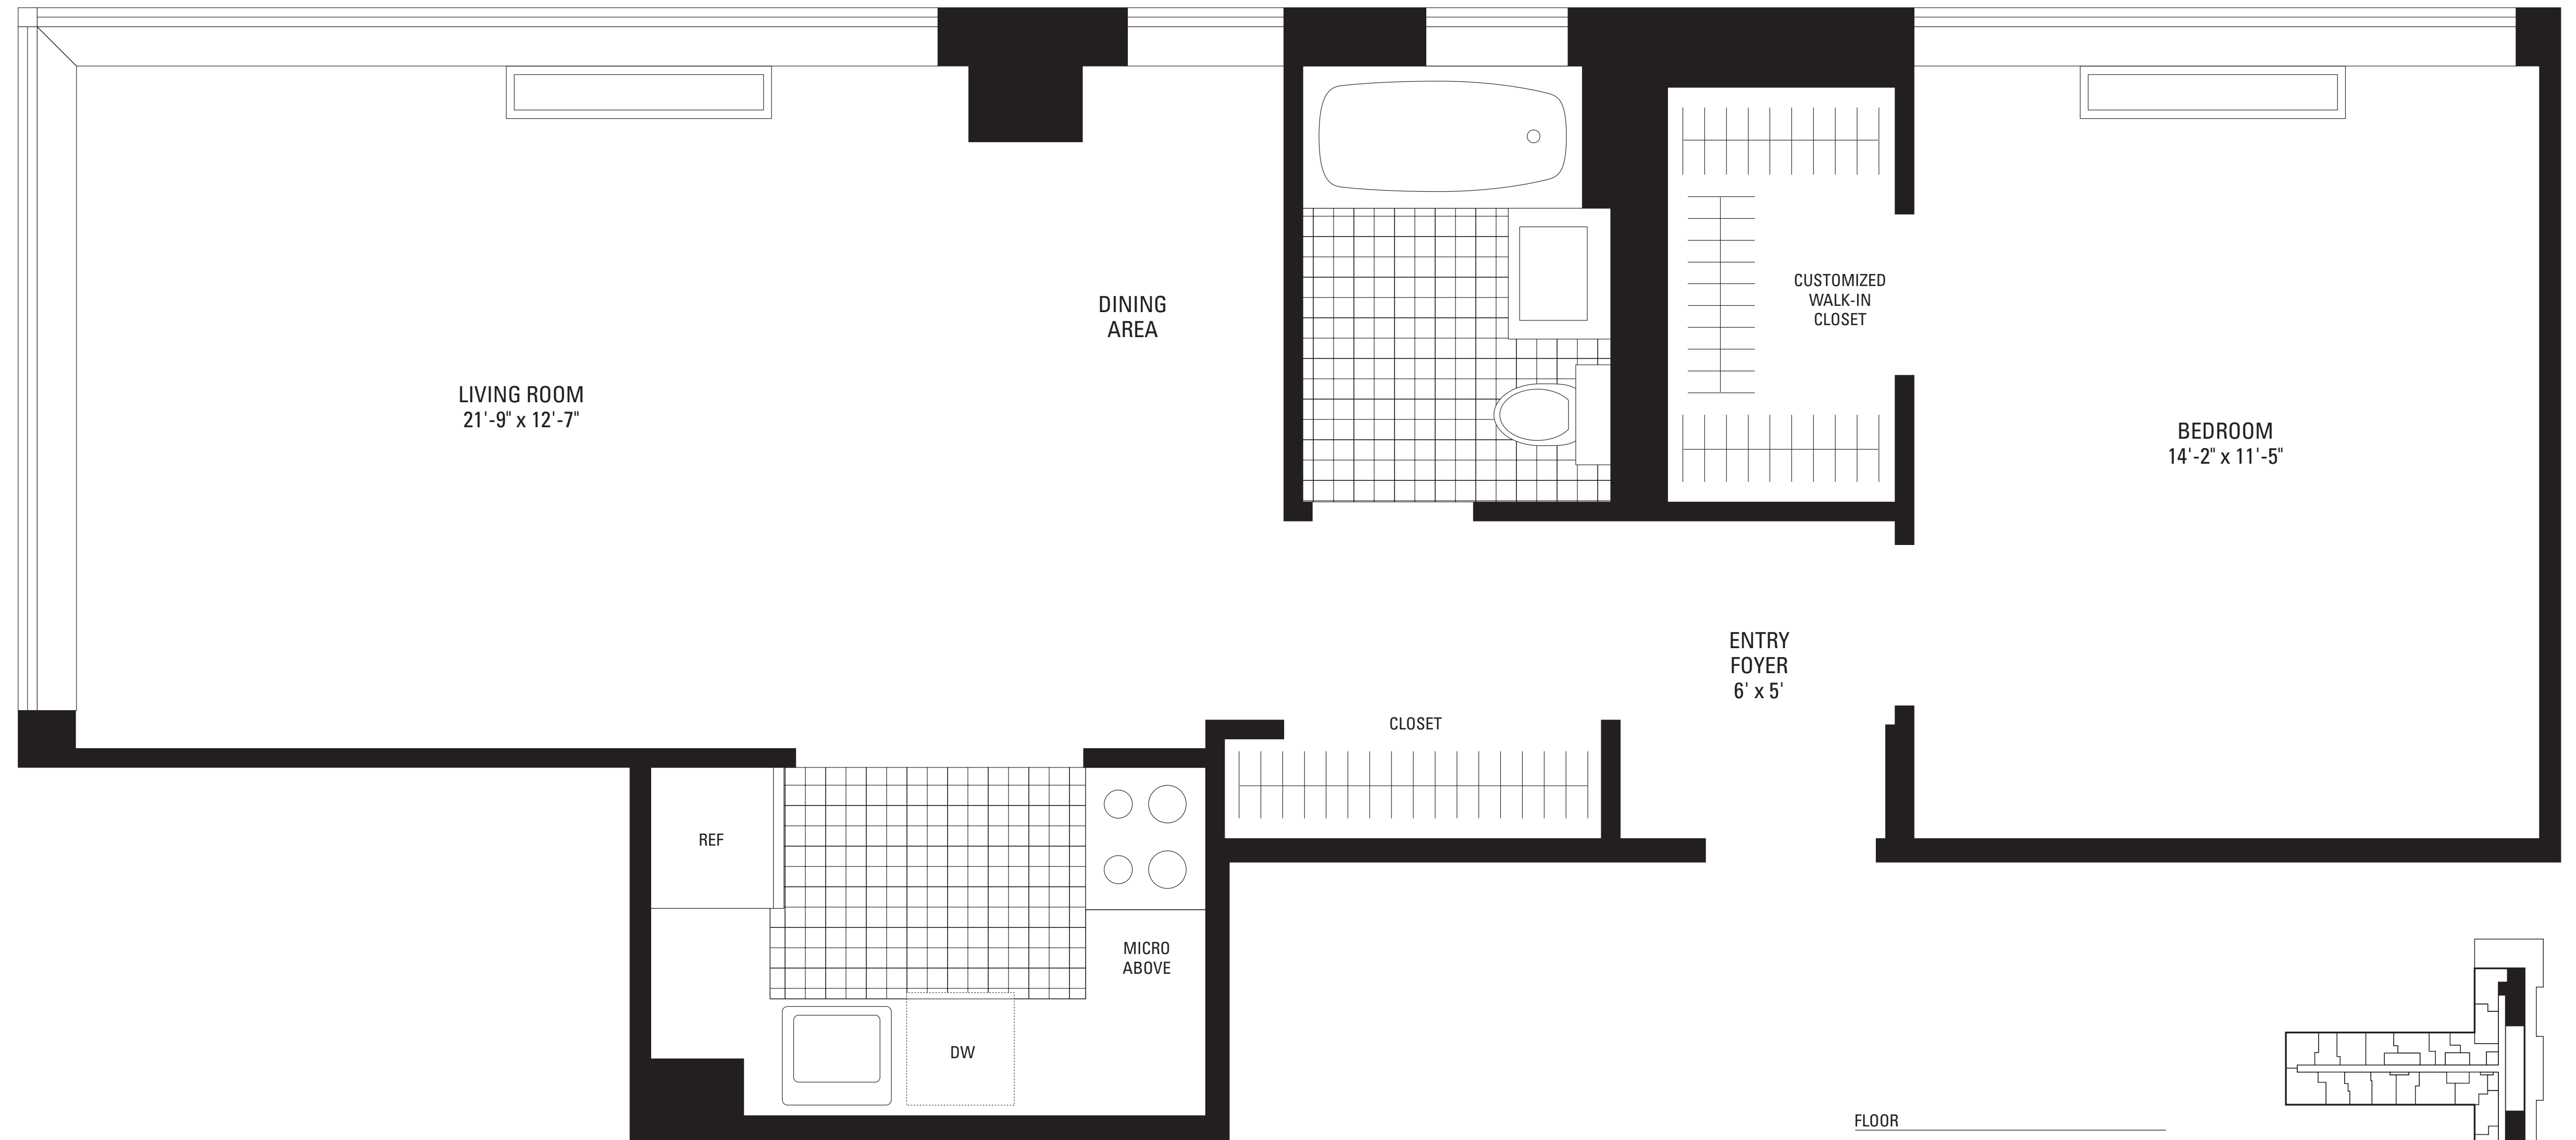 DINING
AREA
LIVING ROOM
21'-9" x 12'-7"
CUSTOMIZED
WALK-IN
CLOSET
BEDROOM
14'-2" x 11'-5"
ENTRY
FOYER
6' x 5'
CLOSET
REF
MICRO
ABOVE
DW
FLOOR